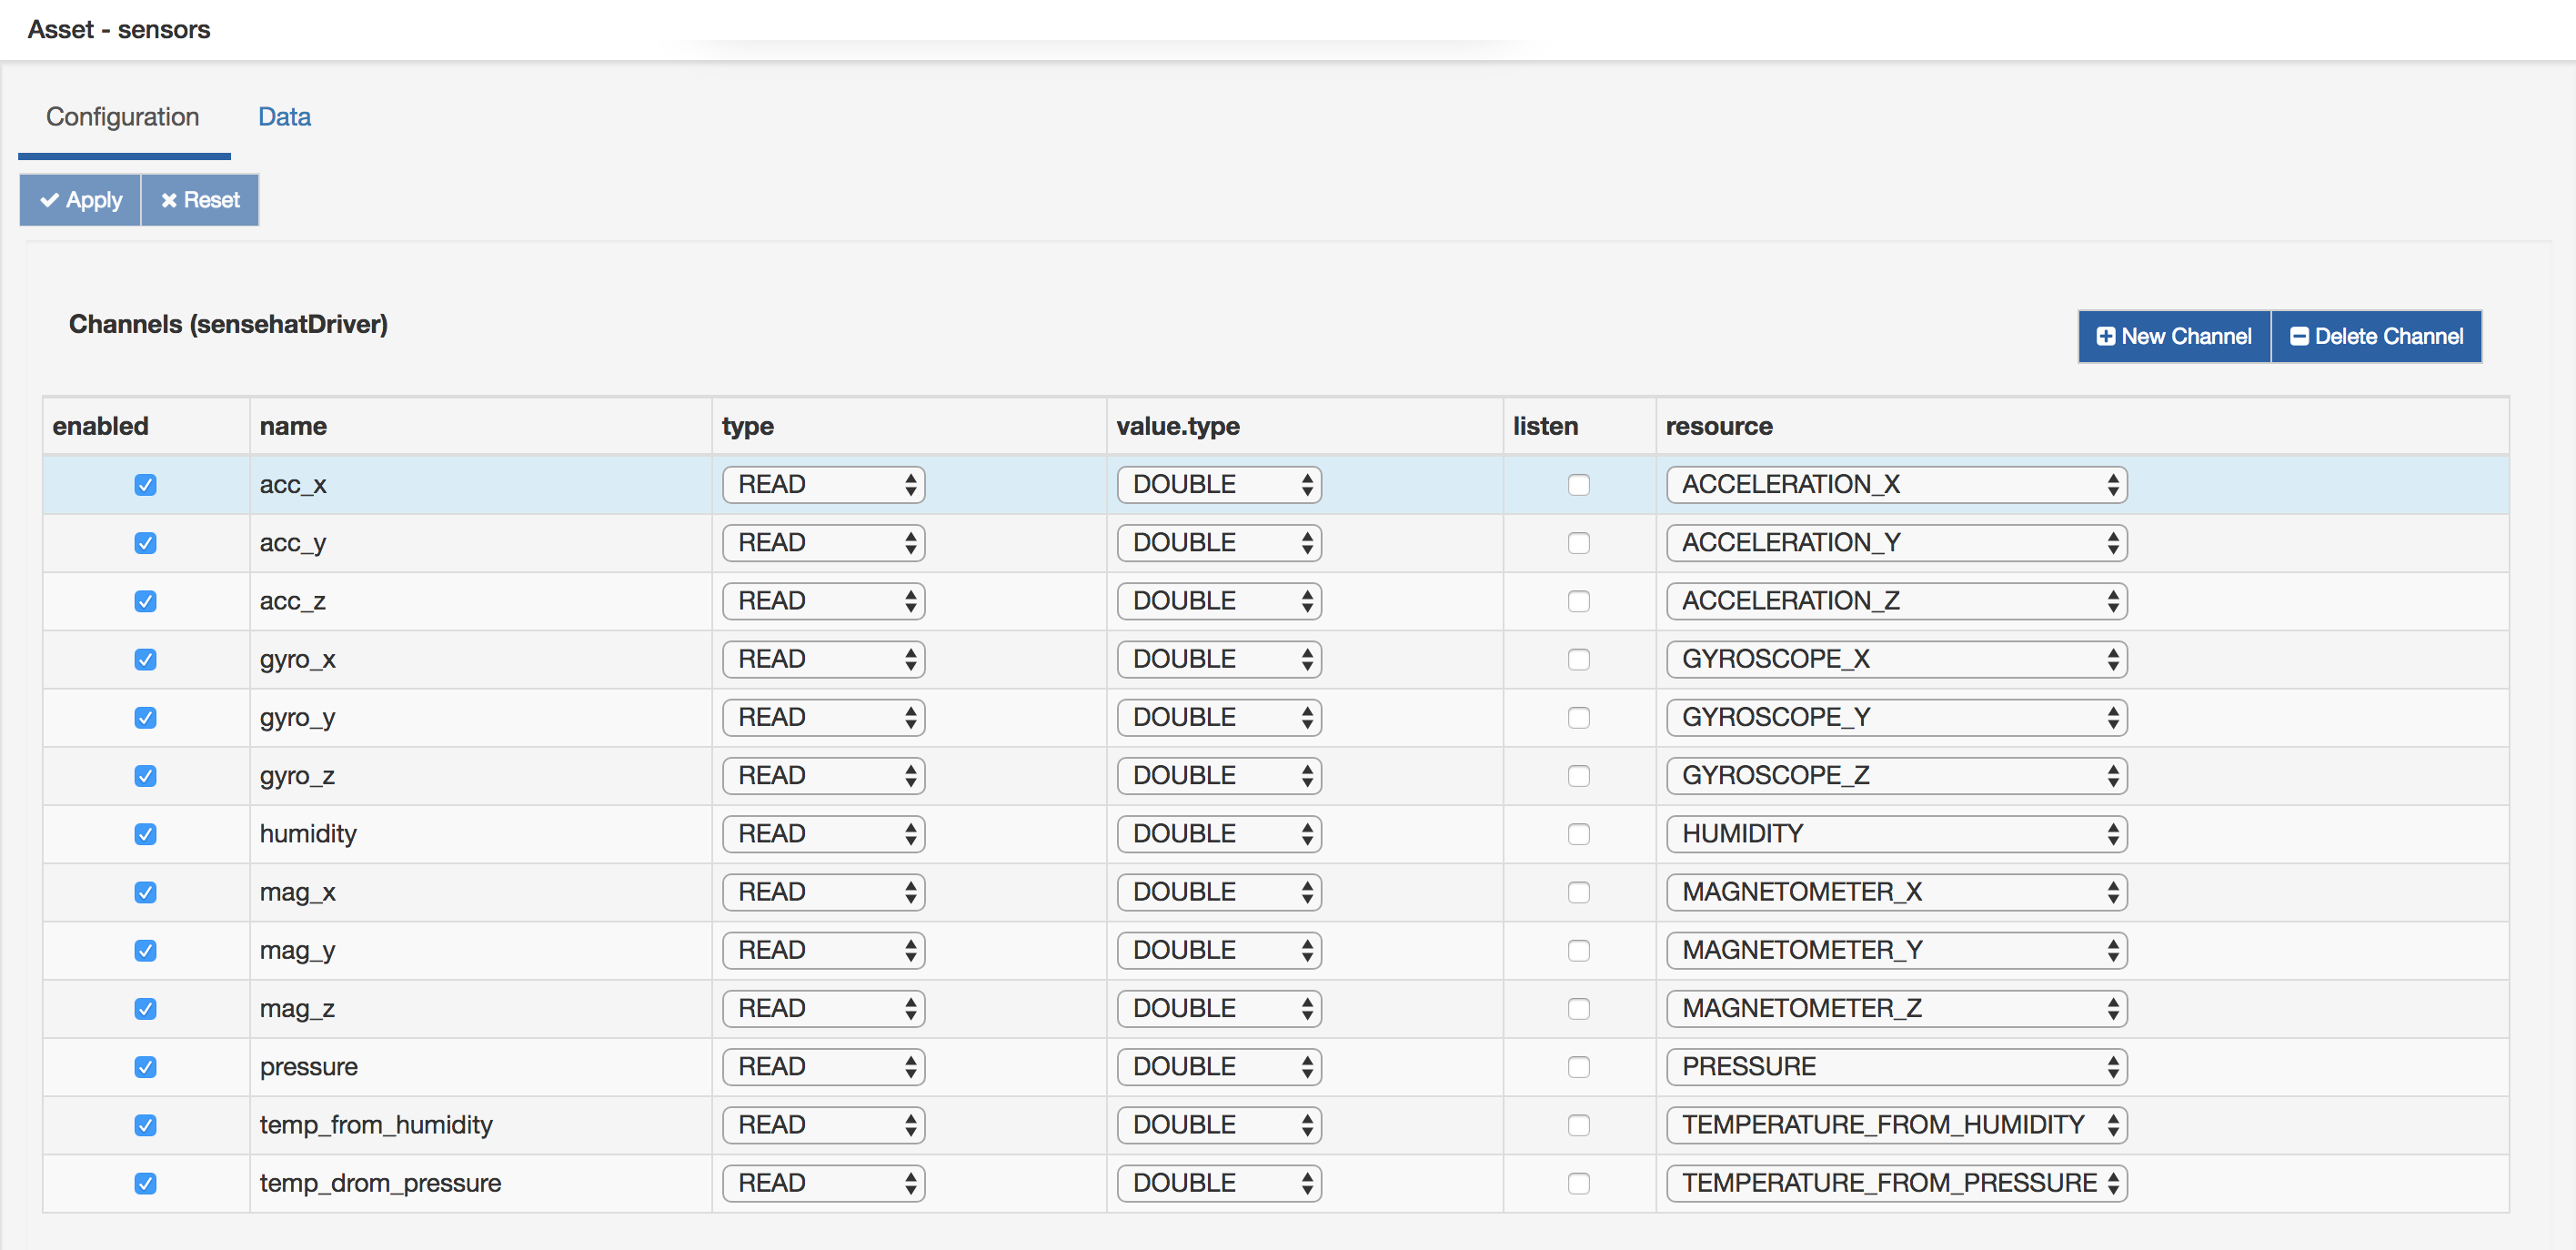 Asset - sensors
Configuration Data
Apply Reset
Channels (sensehatDriver)
New Channel Delete Channel
enabled name type value.type listen resource
acc_x READ DOUBLE ACCELERATION_X
acc_y READ DOUBLE ACCELERATION_Y
acc_z READ DOUBLE ACCELERATION_Z
gyro_x READ DOUBLE GYROSCOPE_X
gyro_y READ DOUBLE GYROSCOPE_Y
gyro_z READ DOUBLE GYROSCOPE_Z
humidity READ DOUBLE HUMIDITY
mag_x READ DOUBLE MAGNETOMETER_X
mag_y READ DOUBLE MAGNETOMETER_Y
mag_z READ DOUBLE MAGNETOMETER_Z
pressure READ DOUBLE PRESSURE
temp_from_humidity READ DOUBLE TEMPERATURE_FROM_HUMIDITY
temp_drom_pressure READ DOUBLE TEMPERATURE_FROM_PRESSURE